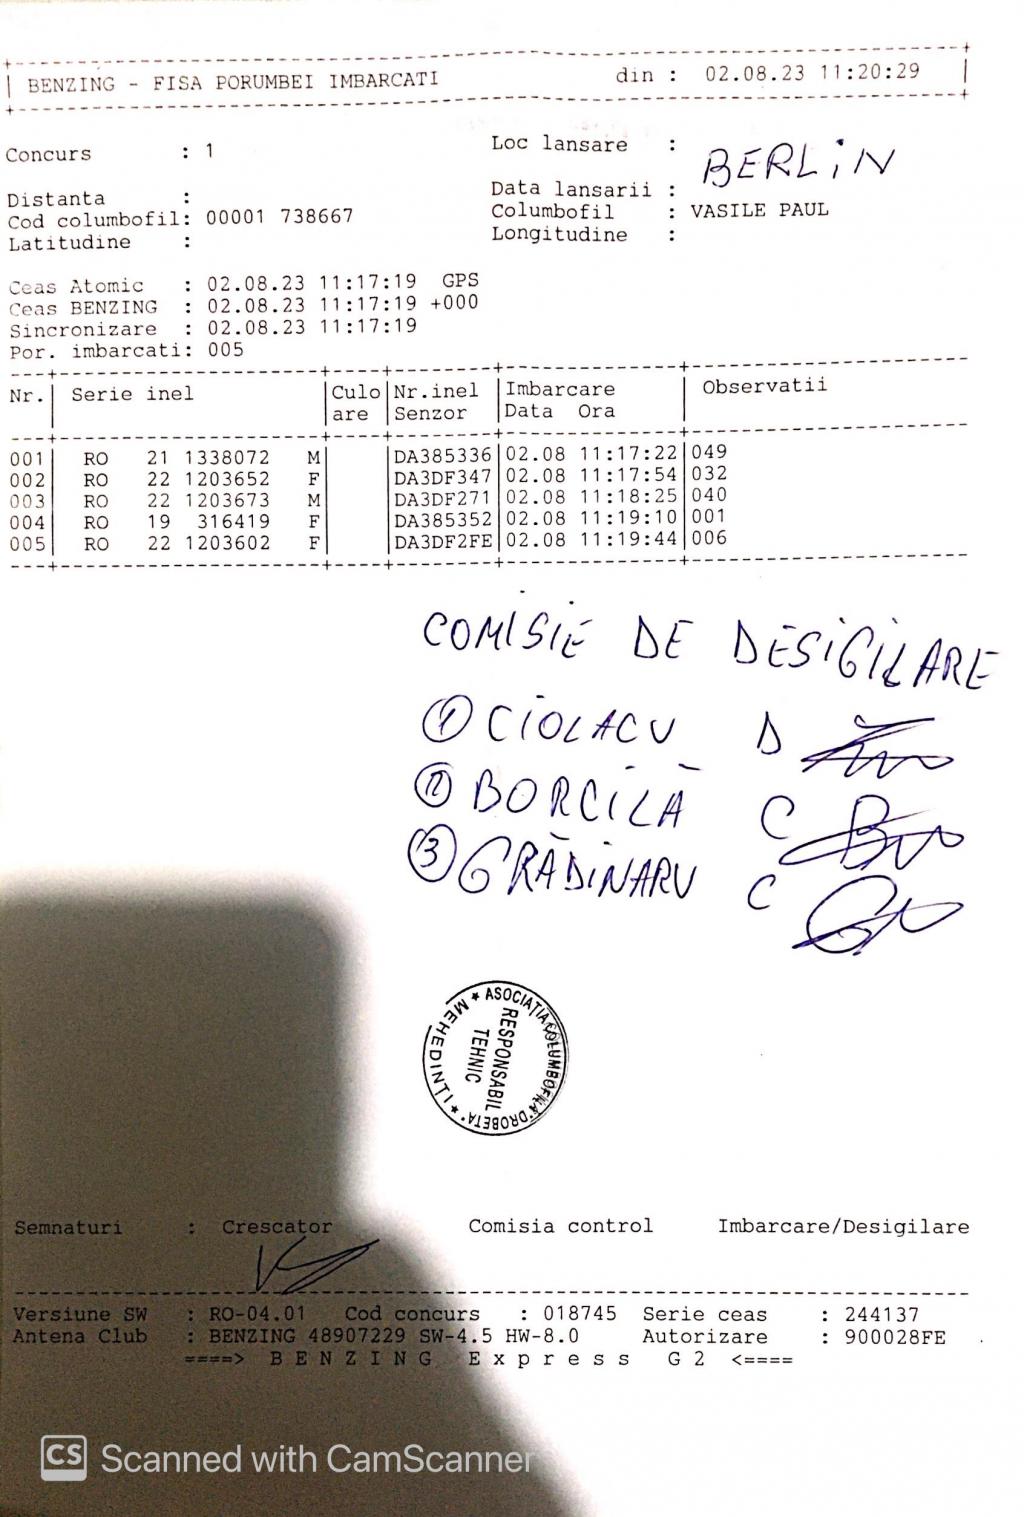 BENZING - FISA PORUMBEI IMBARCATI din : 02.08.23 11:20:29
Concurs : 1 Loc lansare : BERLIN
Distanta : Data lansarii :
Cod columbofil: 00001 738667 Columbofil : VASILE PAUL
Latitudine : Longitudine :
Ceas Atomic : 02.08.23 11:17:19 GPS
Ceas BENZING : 02.08.23 11:17:19 +000
Sincronizare : 02.08.23 11:17:19
Por. imbarcati: 005
Nr. Serie inel Culo Nr.inel Imbarcare Observatii
are Senzor Data Ora
001 RO 21 1338072 M DA385336 02.08 11:17:22 049
002 RO 22 1203652 F DA3DF347 02.08 11:17:54 032
003 RO 22 1203673 M DA3DF271 02.08 11:18:25 040
004 RO 19 316419 F DA385352 02.08 11:19:10 001
005 RO 22 1203602 F DA3DF2FE 02.08 11:19:44 006
COMISIE DE DESIGILARE
1 CIOLACU D
2 BORCILĂ C
3 GRĂDINARU C
ASOCIATIA COLUMBOFILA "DROBETA" * MEHEDINTI *
RESPONSABIL
TEHNIC
Semnaturi : Crescator Comisia control Imbarcare/Desigilare
Versiune SW : RO-04.01 Cod concurs : 018745 Serie ceas : 244137
Antena Club : BENZING 48907229 SW-4.5 HW-8.0 Autorizare : 900028FE
====> B E N Z I N G E x p r e s s G 2 <====
CS Scanned with CamScanner